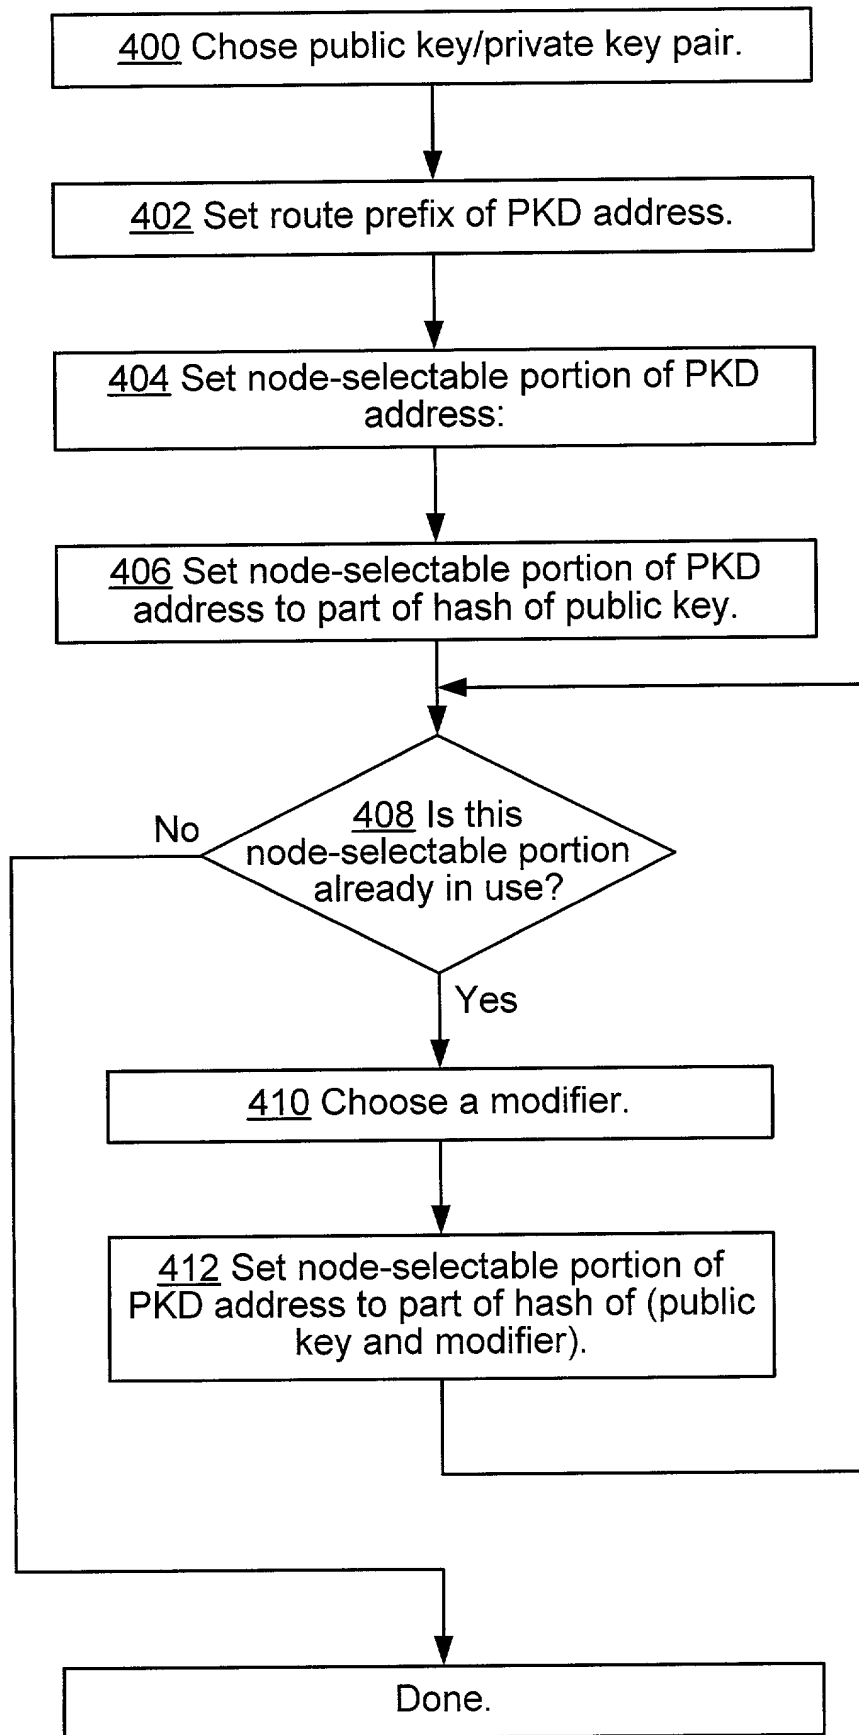 400 Chose public key/private key pair.
402 Set route prefix of PKD address.
404 Set node-selectable portion of PKD
address:
406 Set node-selectable portion of PKD
address to part of hash of public key.
No
408 Is this
node-selectable portion
already in use?
Yes
410 Choose a modifier.
412 Set node-selectable portion of
PKD address to part of hash of (public
key and modifier).
Done.